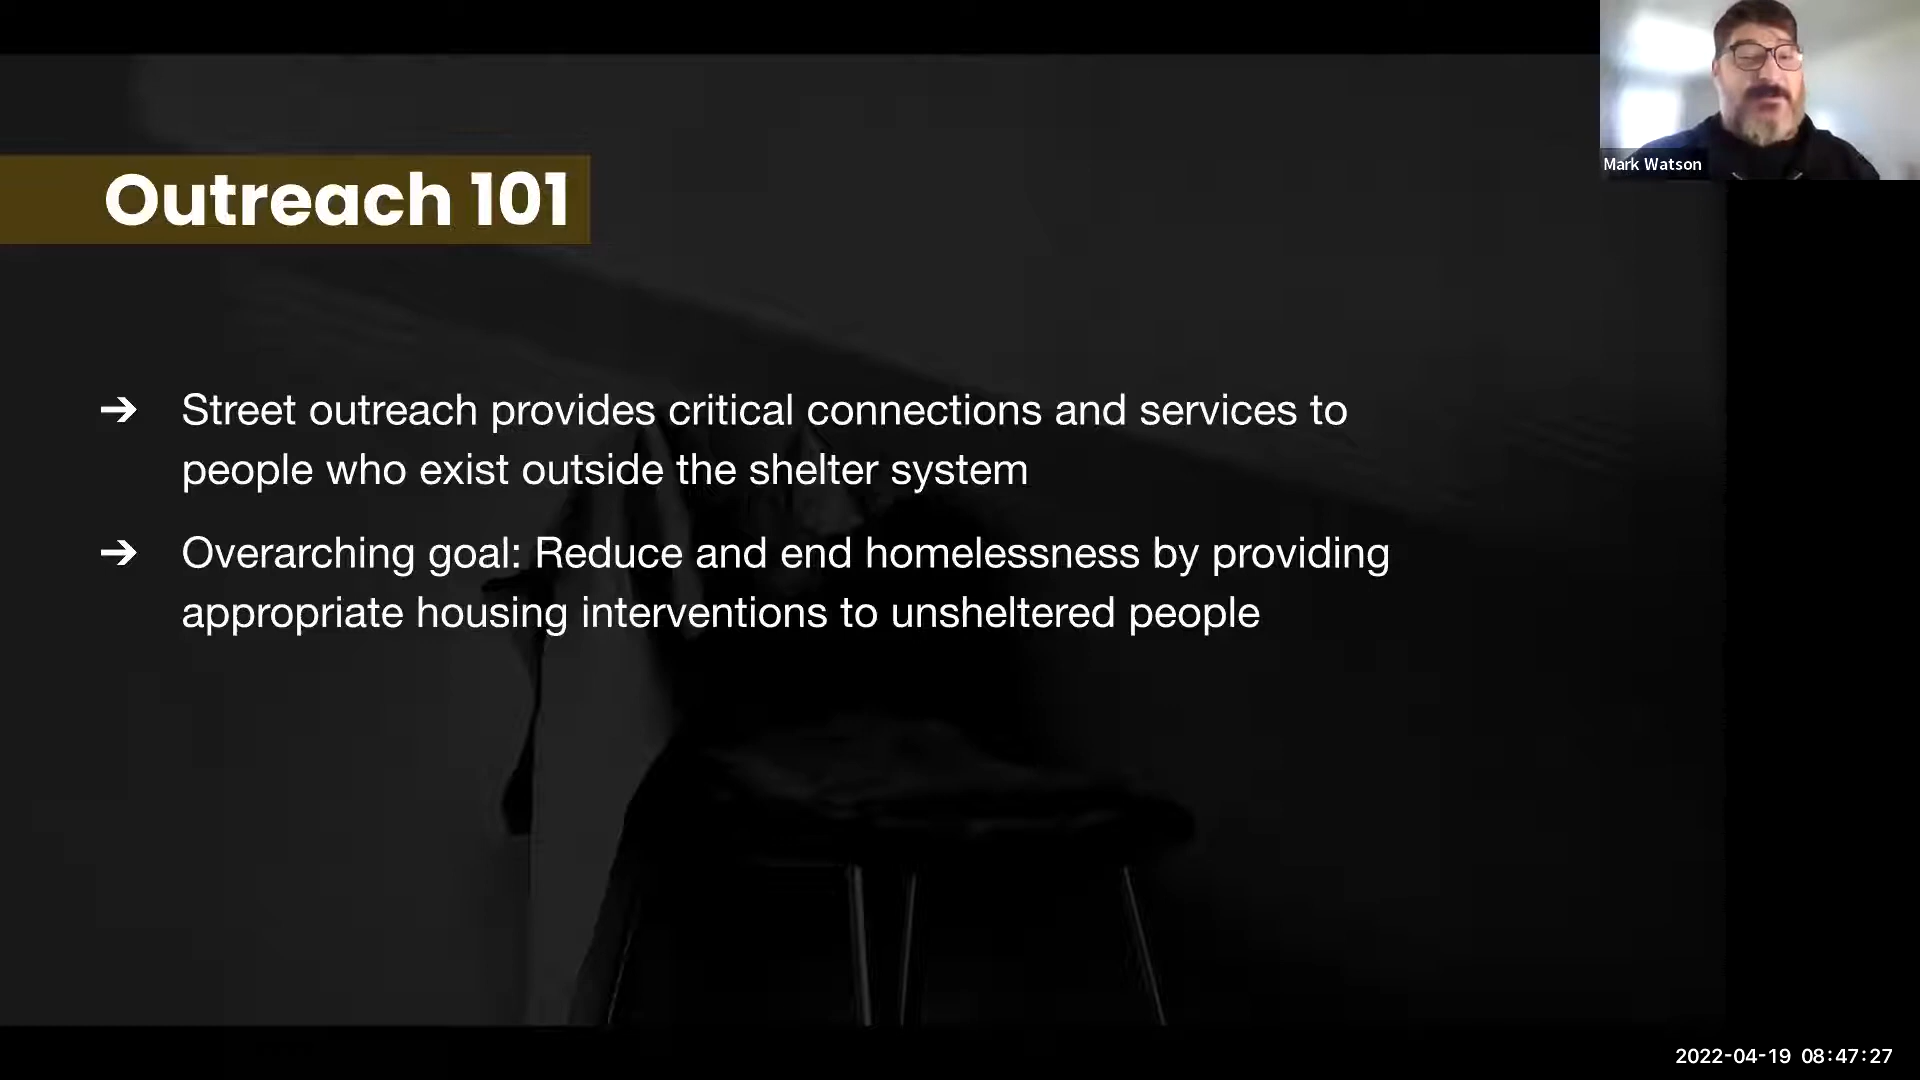 Outreach 101
➔ Street outreach provides critical connections and services to
people who exist outside the shelter system
➔ Overarching goal: Reduce and end homelessness by providing
appropriate housing interventions to unsheltered people
Mark Watson
2022-04-19 08:47:27